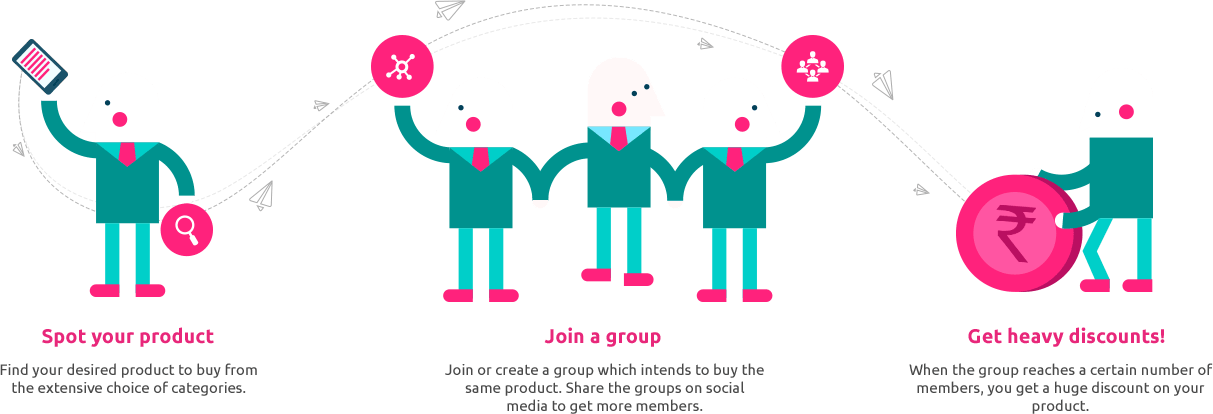 Spot your product
Find your desired product to buy from
the extensive choice of categories.
Join a group
Join or create a group which intends to buy the
same product. Share the groups on social
media to get more members.
Get heavy discounts!
When the group reaches a certain number of
members, you get a huge discount on your
product.
₹